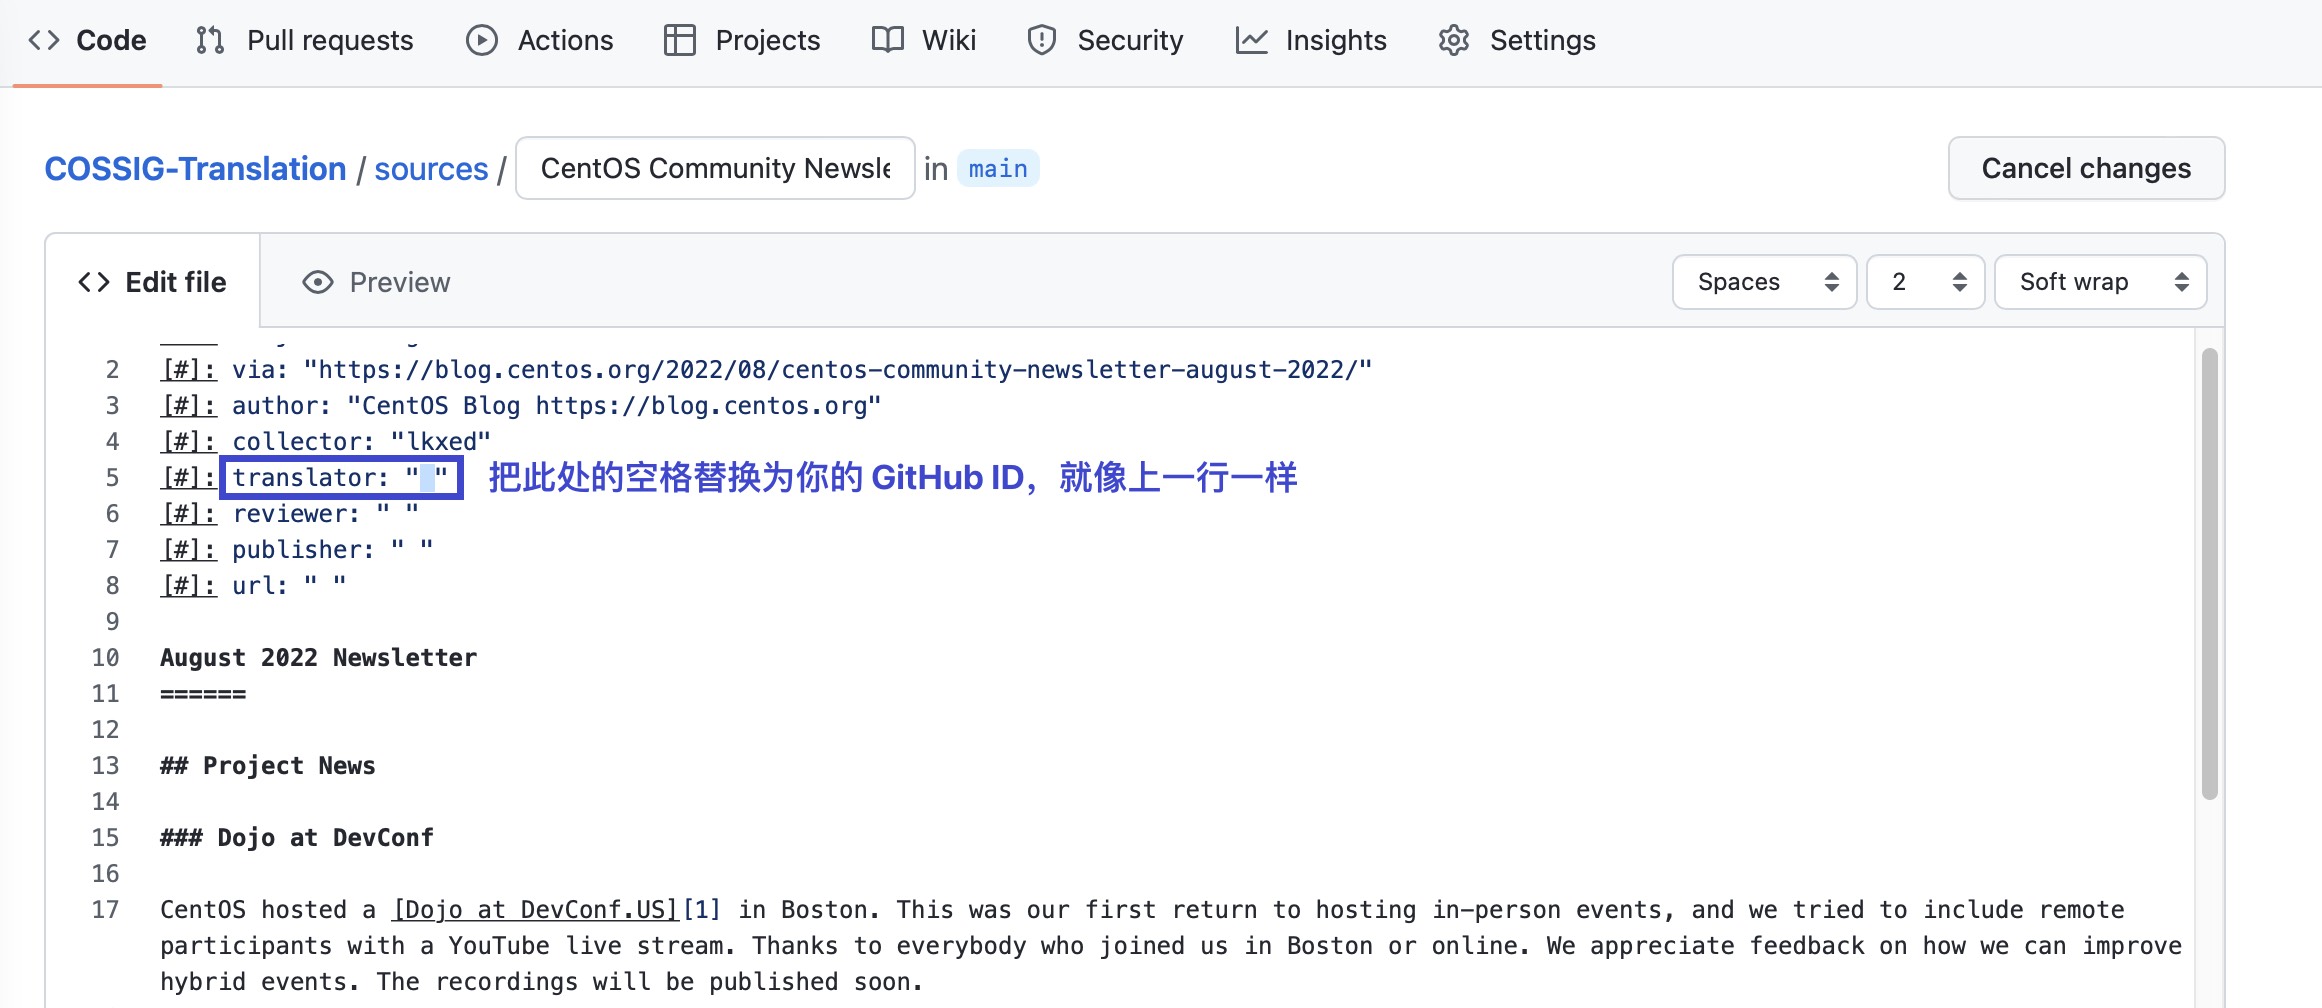 Code Pull requests Actions Projects Wiki Security Insights Settings
COSSIG-Translation / sources / CentOS Community Newsle in main Cancel changes
Edit file Preview Spaces 2 Soft wrap
2 [#]: via: "https://blog.centos.org/2022/08/centos-community-newsletter-august-2022/"
3 [#]: author: "CentOS Blog https://blog.centos.org"
4 [#]: collector: "lkxed"
5 [#]: translator: " " 把此处的空格替换为你的 GitHub ID，就像上一行一样
6 [#]: reviewer: " "
7 [#]: publisher: " "
8 [#]: url: " "
9
10 August 2022 Newsletter
11 ======
12
13 ## Project News
14
15 ### Dojo at DevConf
16
17 CentOS hosted a [Dojo at DevConf.US][1] in Boston. This was our first return to hosting in-person events, and we tried to include remote
participants with a YouTube live stream. Thanks to everybody who joined us in Boston or online. We appreciate feedback on how we can improve
hybrid events. The recordings will be published soon.